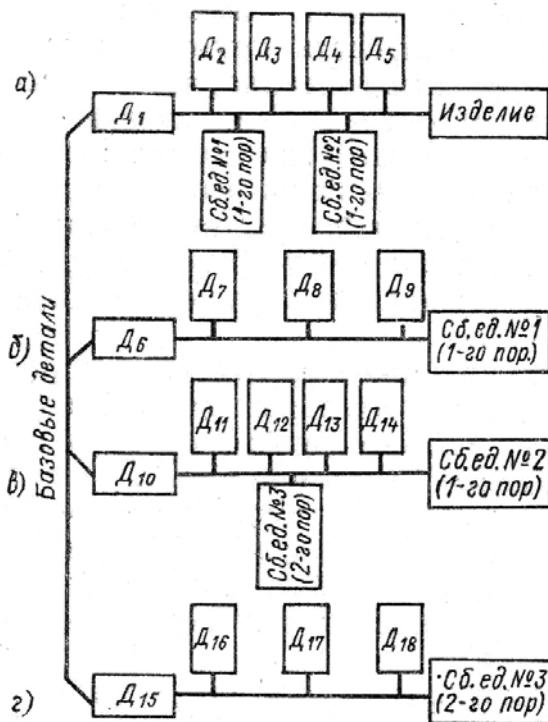 Д2 Д3 Д4 Д5
а)
Д1
Изделие
Сб.ед.№1
(1-го пор)
Сб.ед.№2
(1-го пор)
Базовые детали
Д7 Д8 Д9
б)
Д6
Сб.ед.№1
(1-го пор.)
Д11 Д12 Д13 Д14
в)
Д10
Сб.ед.№2
(1-го пор)
Сб.ед.№3
(2-го пор)
Д16 Д17 Д18
г)
Д15
Сб.ед.№3
(2-го пор)